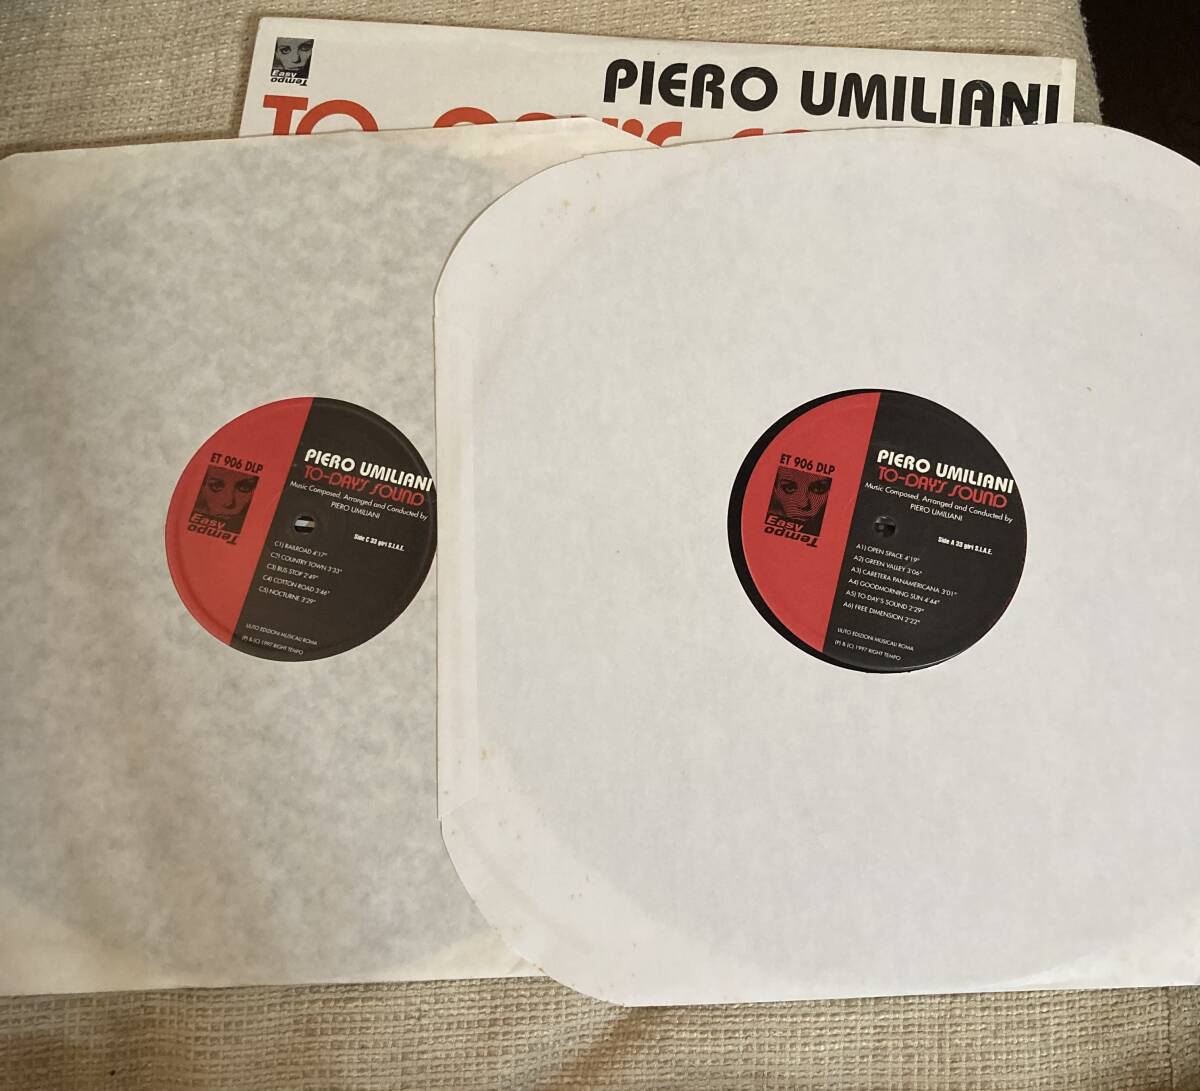 Easy
Tempo
PIERO UMILIANI
ET 906 DLP
Easy
Tempo
PIERO UMILIANI
TO-DAY'S SOUND
Music Composed, Arranged and Conducted by
PIERO UMILIANI
Side C 33 giri S.I.A.E.
C1) RAILROAD 4'17"
C2) COUNTRY TOWN 3'33"
C3) BUS STOP 2'49"
C4) COTTON ROAD 3'46"
C5) NOCTURNE 3'29"
LIUTO EDIZIONI MUSICALI ROMA
(P) & (C) 1997 RIGHT TEMPO
ET 906 DLP
Easy
Tempo
PIERO UMILIANI
TO-DAY'S SOUND
Music Composed, Arranged and Conducted by
PIERO UMILIANI
Side A 33 giri S.I.A.E.
A1) OPEN SPACE 4'19"
A2) GREEN VALLEY 3'06"
A3) CARETERA PANAMERICANA 3'01"
A4) GOODMORNING SUN 4'44"
A5) TO-DAY'S SOUND 2'29"
A6) FREE DIMENSION 2'22"
LIUTO EDIZIONI MUSICALI ROMA
(P) & (C) 1997 RIGHT TEMPO